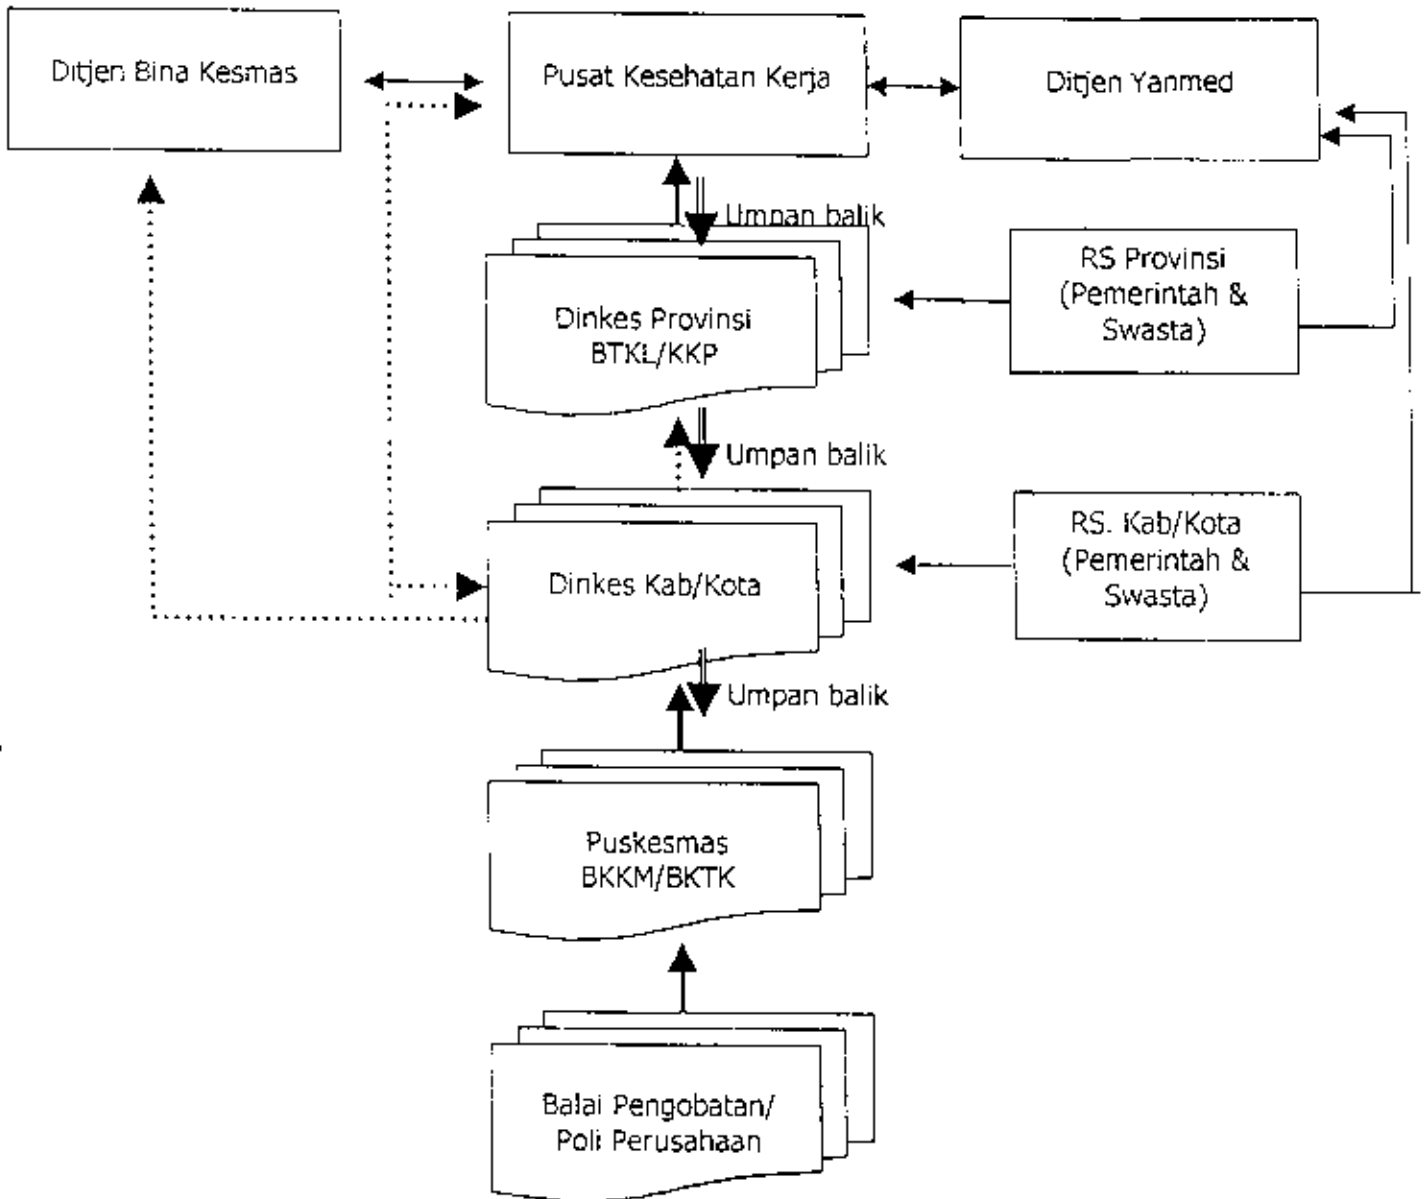 Ditjen Bina Kesmas
Pusat Kesehatan Kerja
Ditjen Yanmed
Umpan balik
RS Provinsi
(Pemerintah &
Swasta)
Dinkes Provinsi
BTKL/KKP
Umpan balik
RS. Kab/Kota
(Pemerintah &
Swasta)
Dinkes Kab/Kota
Umpan balik
Puskesmas
BKKM/BKTK
Balai Pengobatan/
Poli Perusahaan